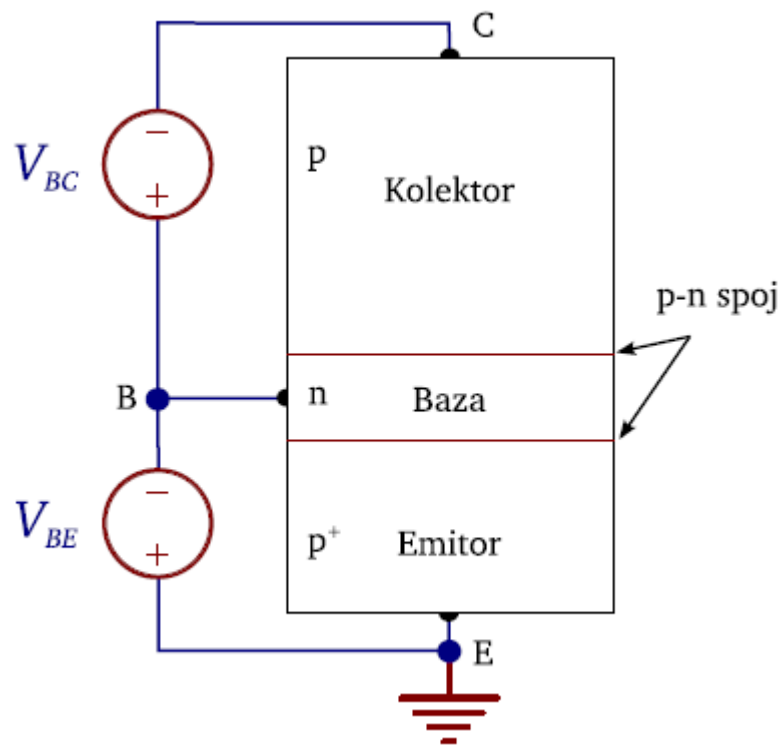 C
−
V_BC
+
p
Kolektor
p-n spoj
B
n
Baza
−
V_BE
+
p⁺
Emitor
E